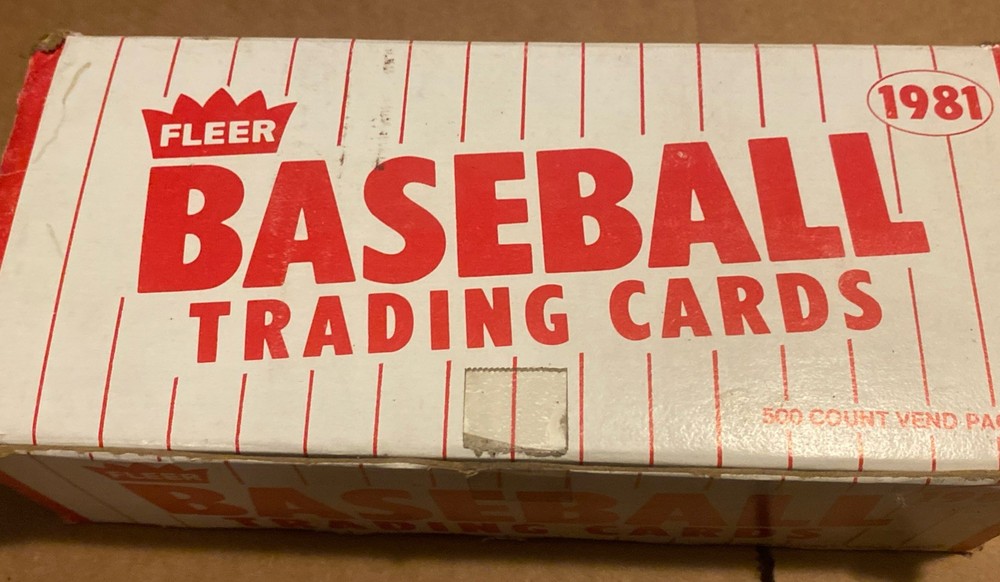 FLEER
1981
BASEBALL
TRADING CARDS
500 COUNT VEND
FLEER
BASEBALL
TRADING CARDS